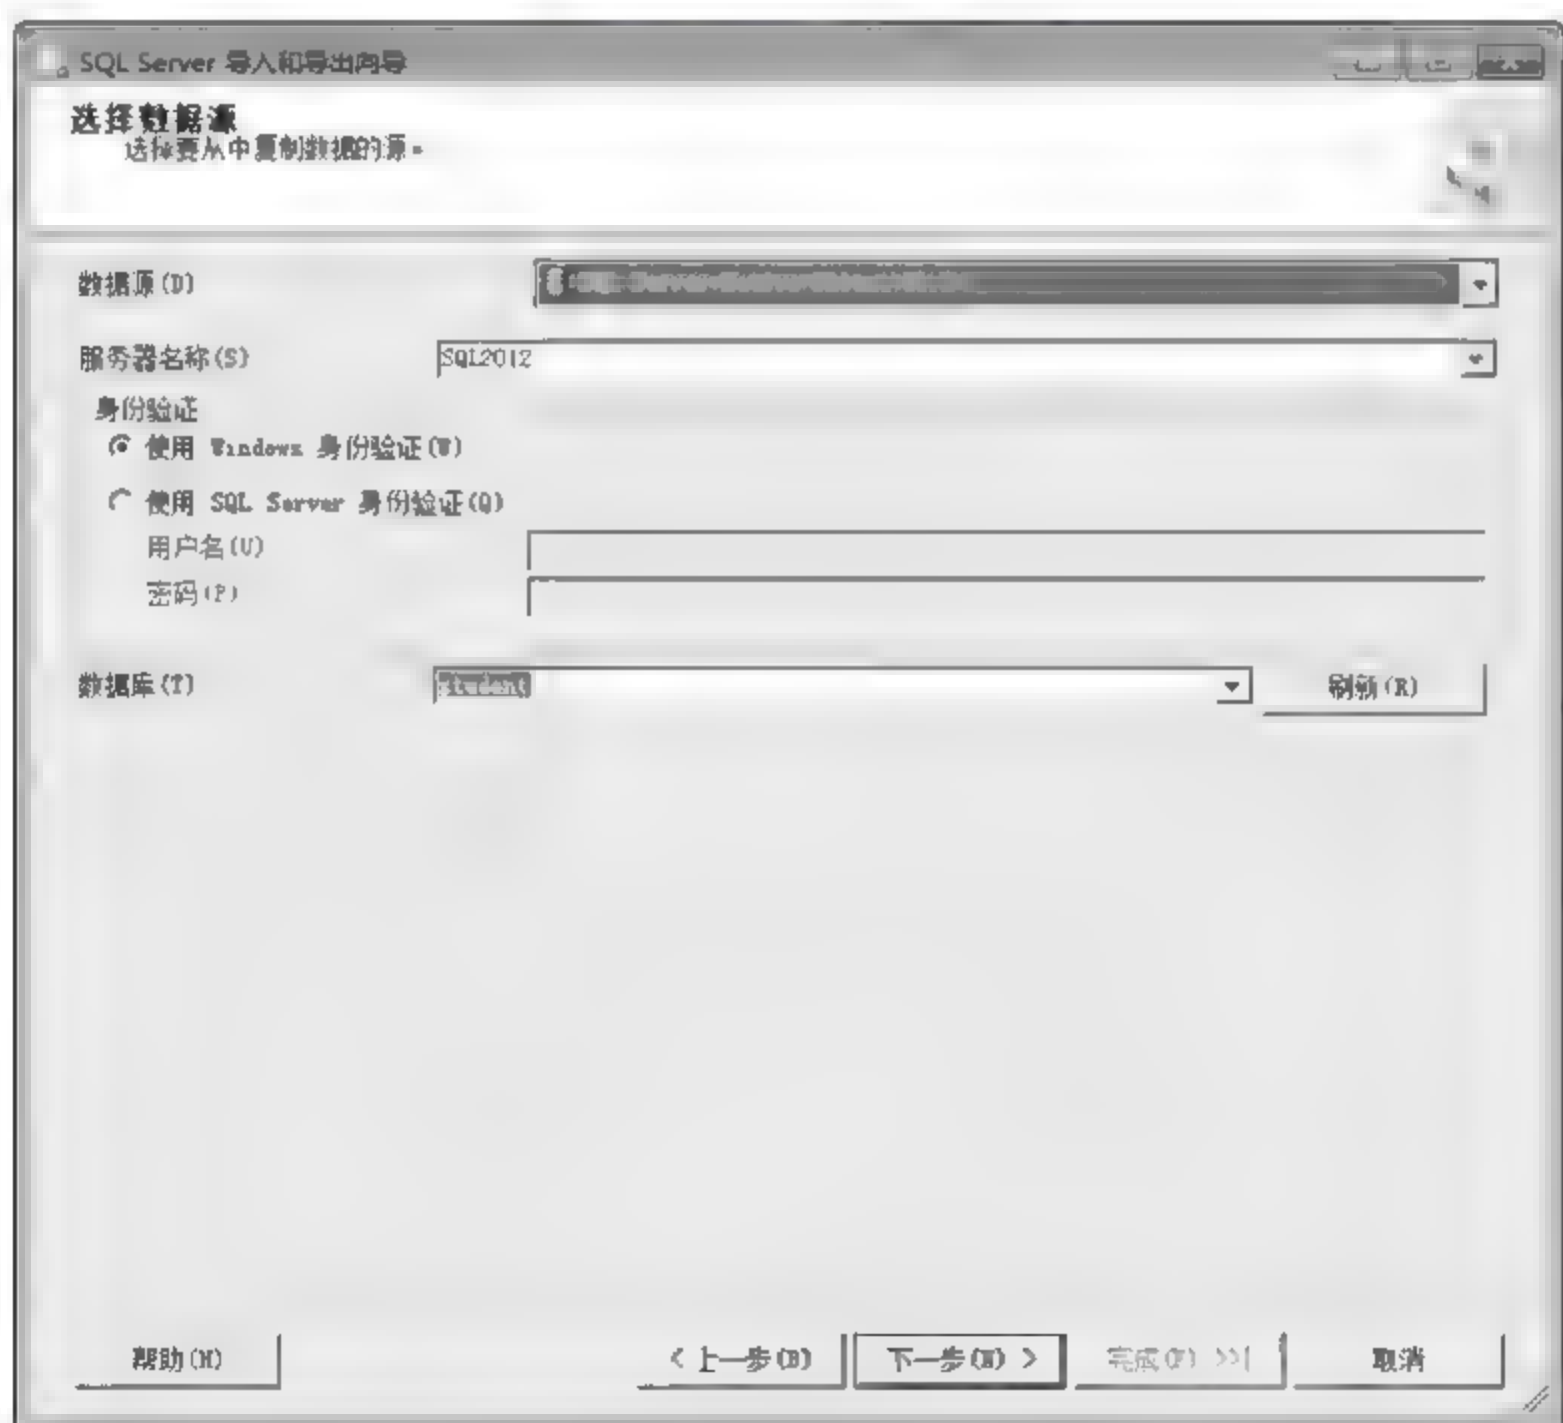 SQL Server 导入和导出向导
选择数据源
选择要从中复制数据的源。
数据源(D)
服务器名称(S) SQL2012
身份验证
使用 Windows 身份验证(W)
使用 SQL Server 身份验证(Q)
用户名(U)
密码(P)
数据库(T) student 刷新(R)
帮助(H) < 上一步(B) 下一步(N) > 完成(F) >>| 取消